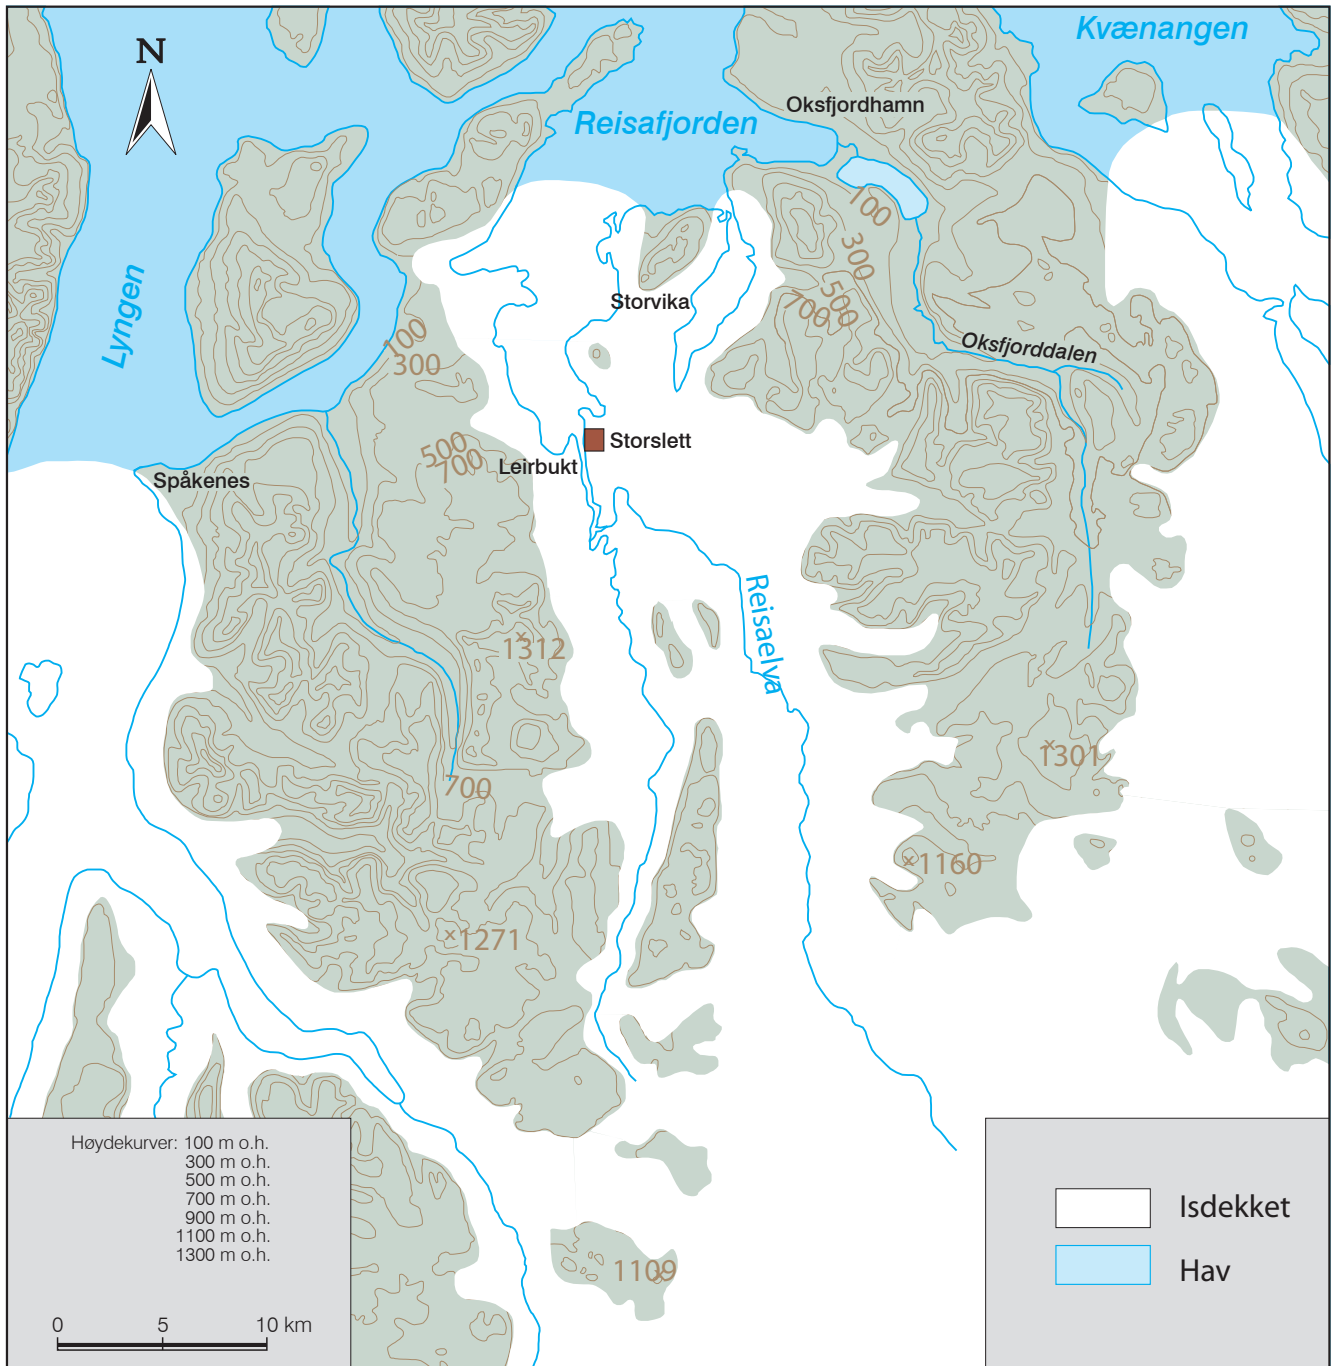 Kvænangen
N
Oksfjordhamn
Reisafjorden
100
300
Lyngen
Storvika
500
700
100
Oksfjorddalen
300
500
700
Storslett
Leirbukt
Spåkenes
Reisaelva
1312
1301
700
1160
1271
1109
Høydekurver: 100 m o.h.
300 m o.h.
500 m o.h.
700 m o.h.
900 m o.h.
1100 m o.h.
1300 m o.h.
0 5 10 km
Isdekket
Hav